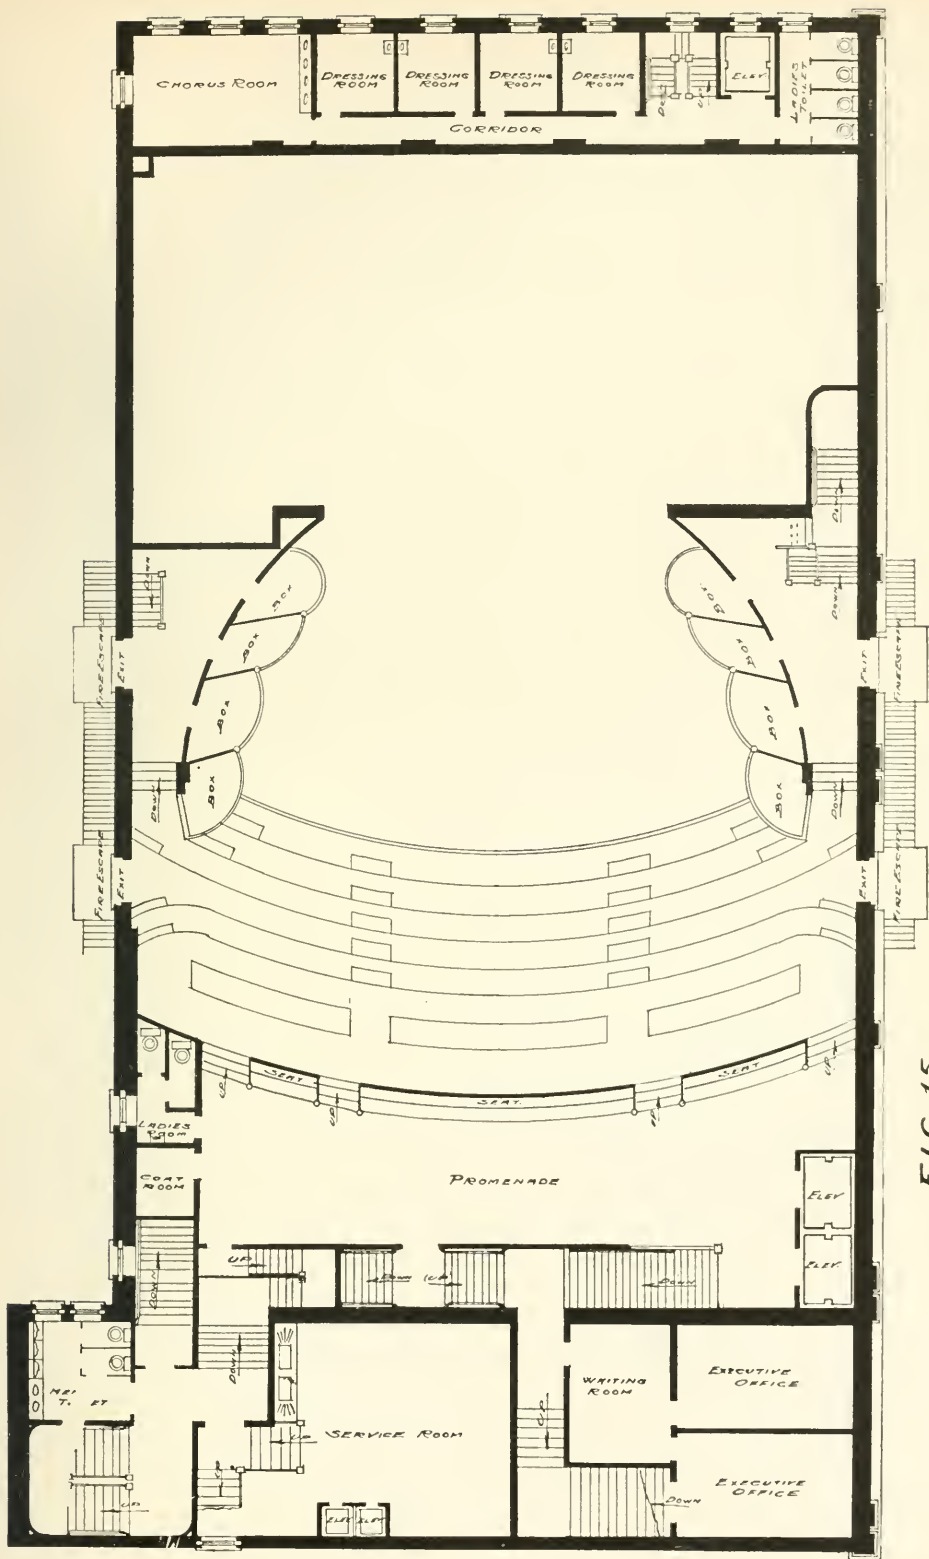 CHORUS ROOM
DRESSING
ROOM
DRESSING
ROOM
DRESSING
ROOM
DRESSING
ROOM
DOWN
UP
ELEV.
LADIES
TOILET
CORRIDOR
DOWN
DOWN
DOWN
BOX
BOX
BOX
BOX
BOX
BOX
BOX
BOX
FIRE ESCAPE
EXIT
EXIT
FIRE ESCAPE
DOWN
DOWN
FIRE ESCAPE
EXIT
EXIT
FIRE ESCAPE
UP
SEAT
UP
SEAT.
UP
SEAT
UP
LADIES
ROOM
COAT
ROOM
PROMENADE
ELEV
ELEV.
DOWN
UP
DOWN (UP)
DOWN
DOWN
MEN
T. ET
UP
UP
UP
SERVICE ROOM
ELEV
ELEV
UP
WRITING
ROOM
EXECUTIVE
OFFICE
EXECUTIVE
OFFICE
DOWN
FIG. 15